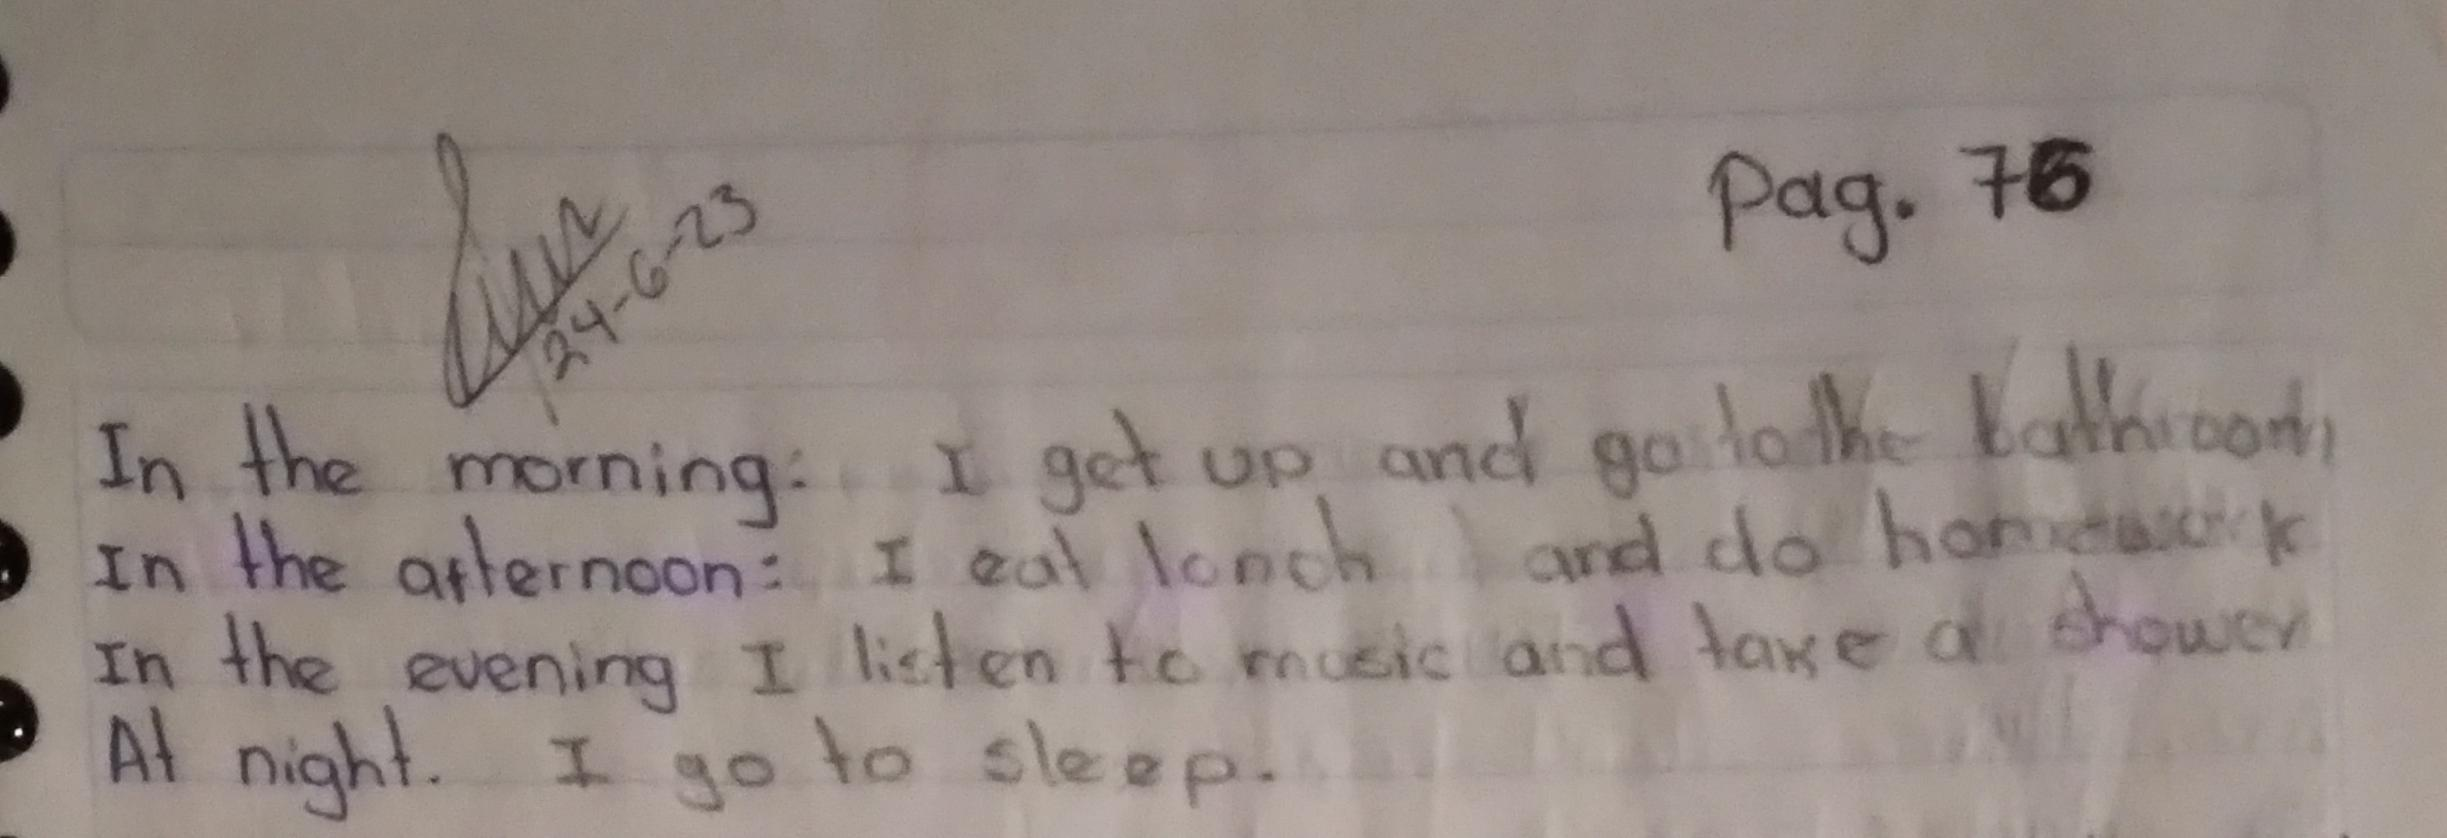 Pag. 76
24-6-23
In the morning: I get up and go to the bathroom
In the afternoon: I eat lonch and do homework
In the evening I listen to music and take a shower
At night. I go to sleep.